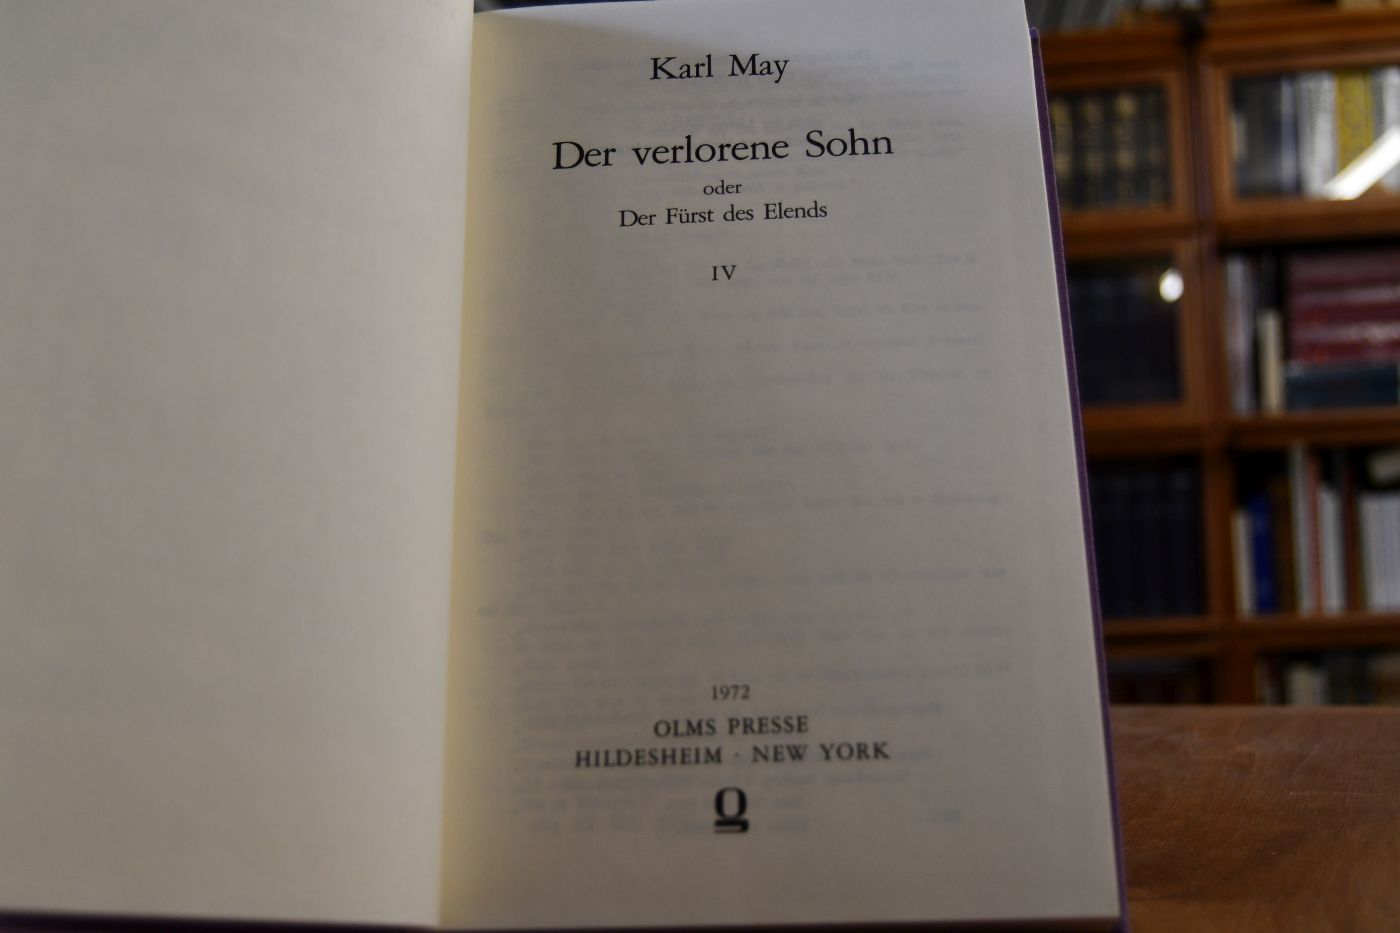 Karl May
Der verlorene Sohn
oder
Der Fürst des Elends
IV
1972
OLMS PRESSE
HILDESHEIM · NEW YORK